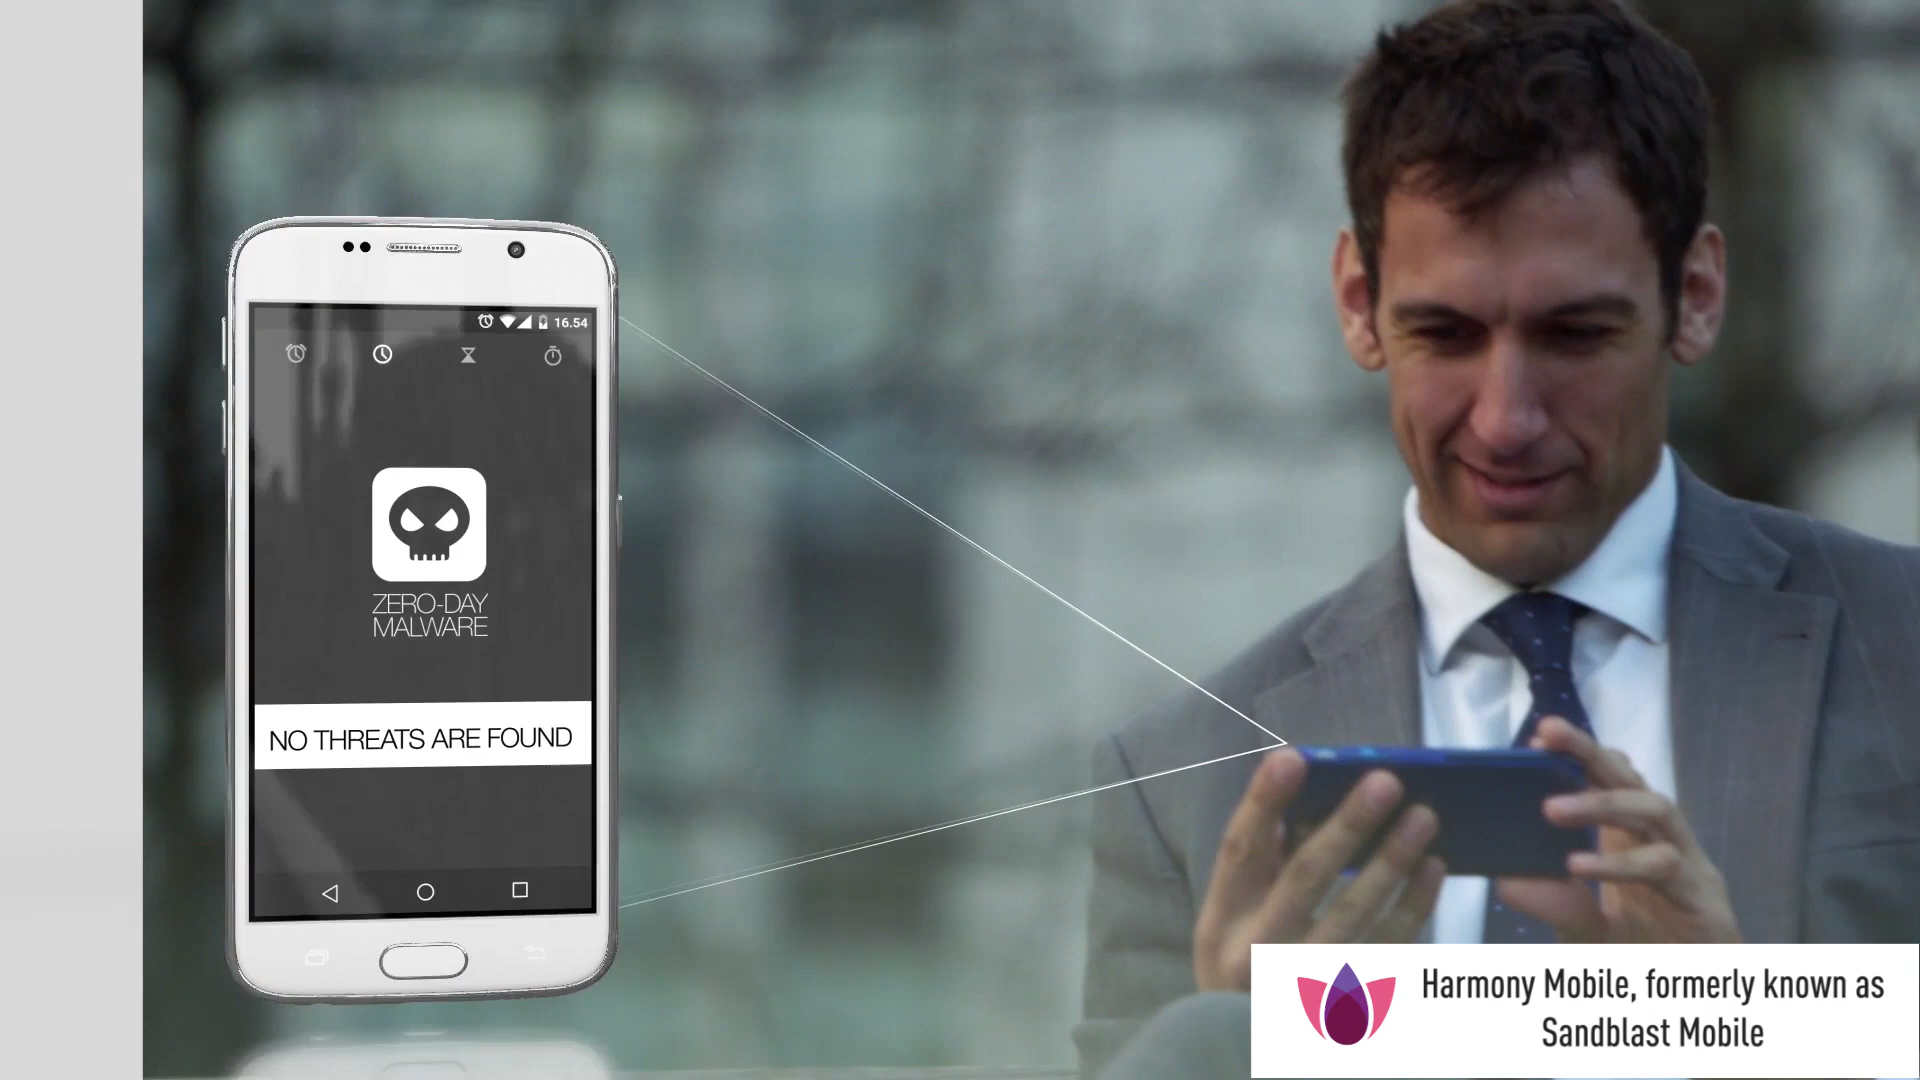 16.54
ZERO-DAY
MALWARE
NO THREATS ARE FOUND
Harmony Mobile, formerly known as
Sandblast Mobile